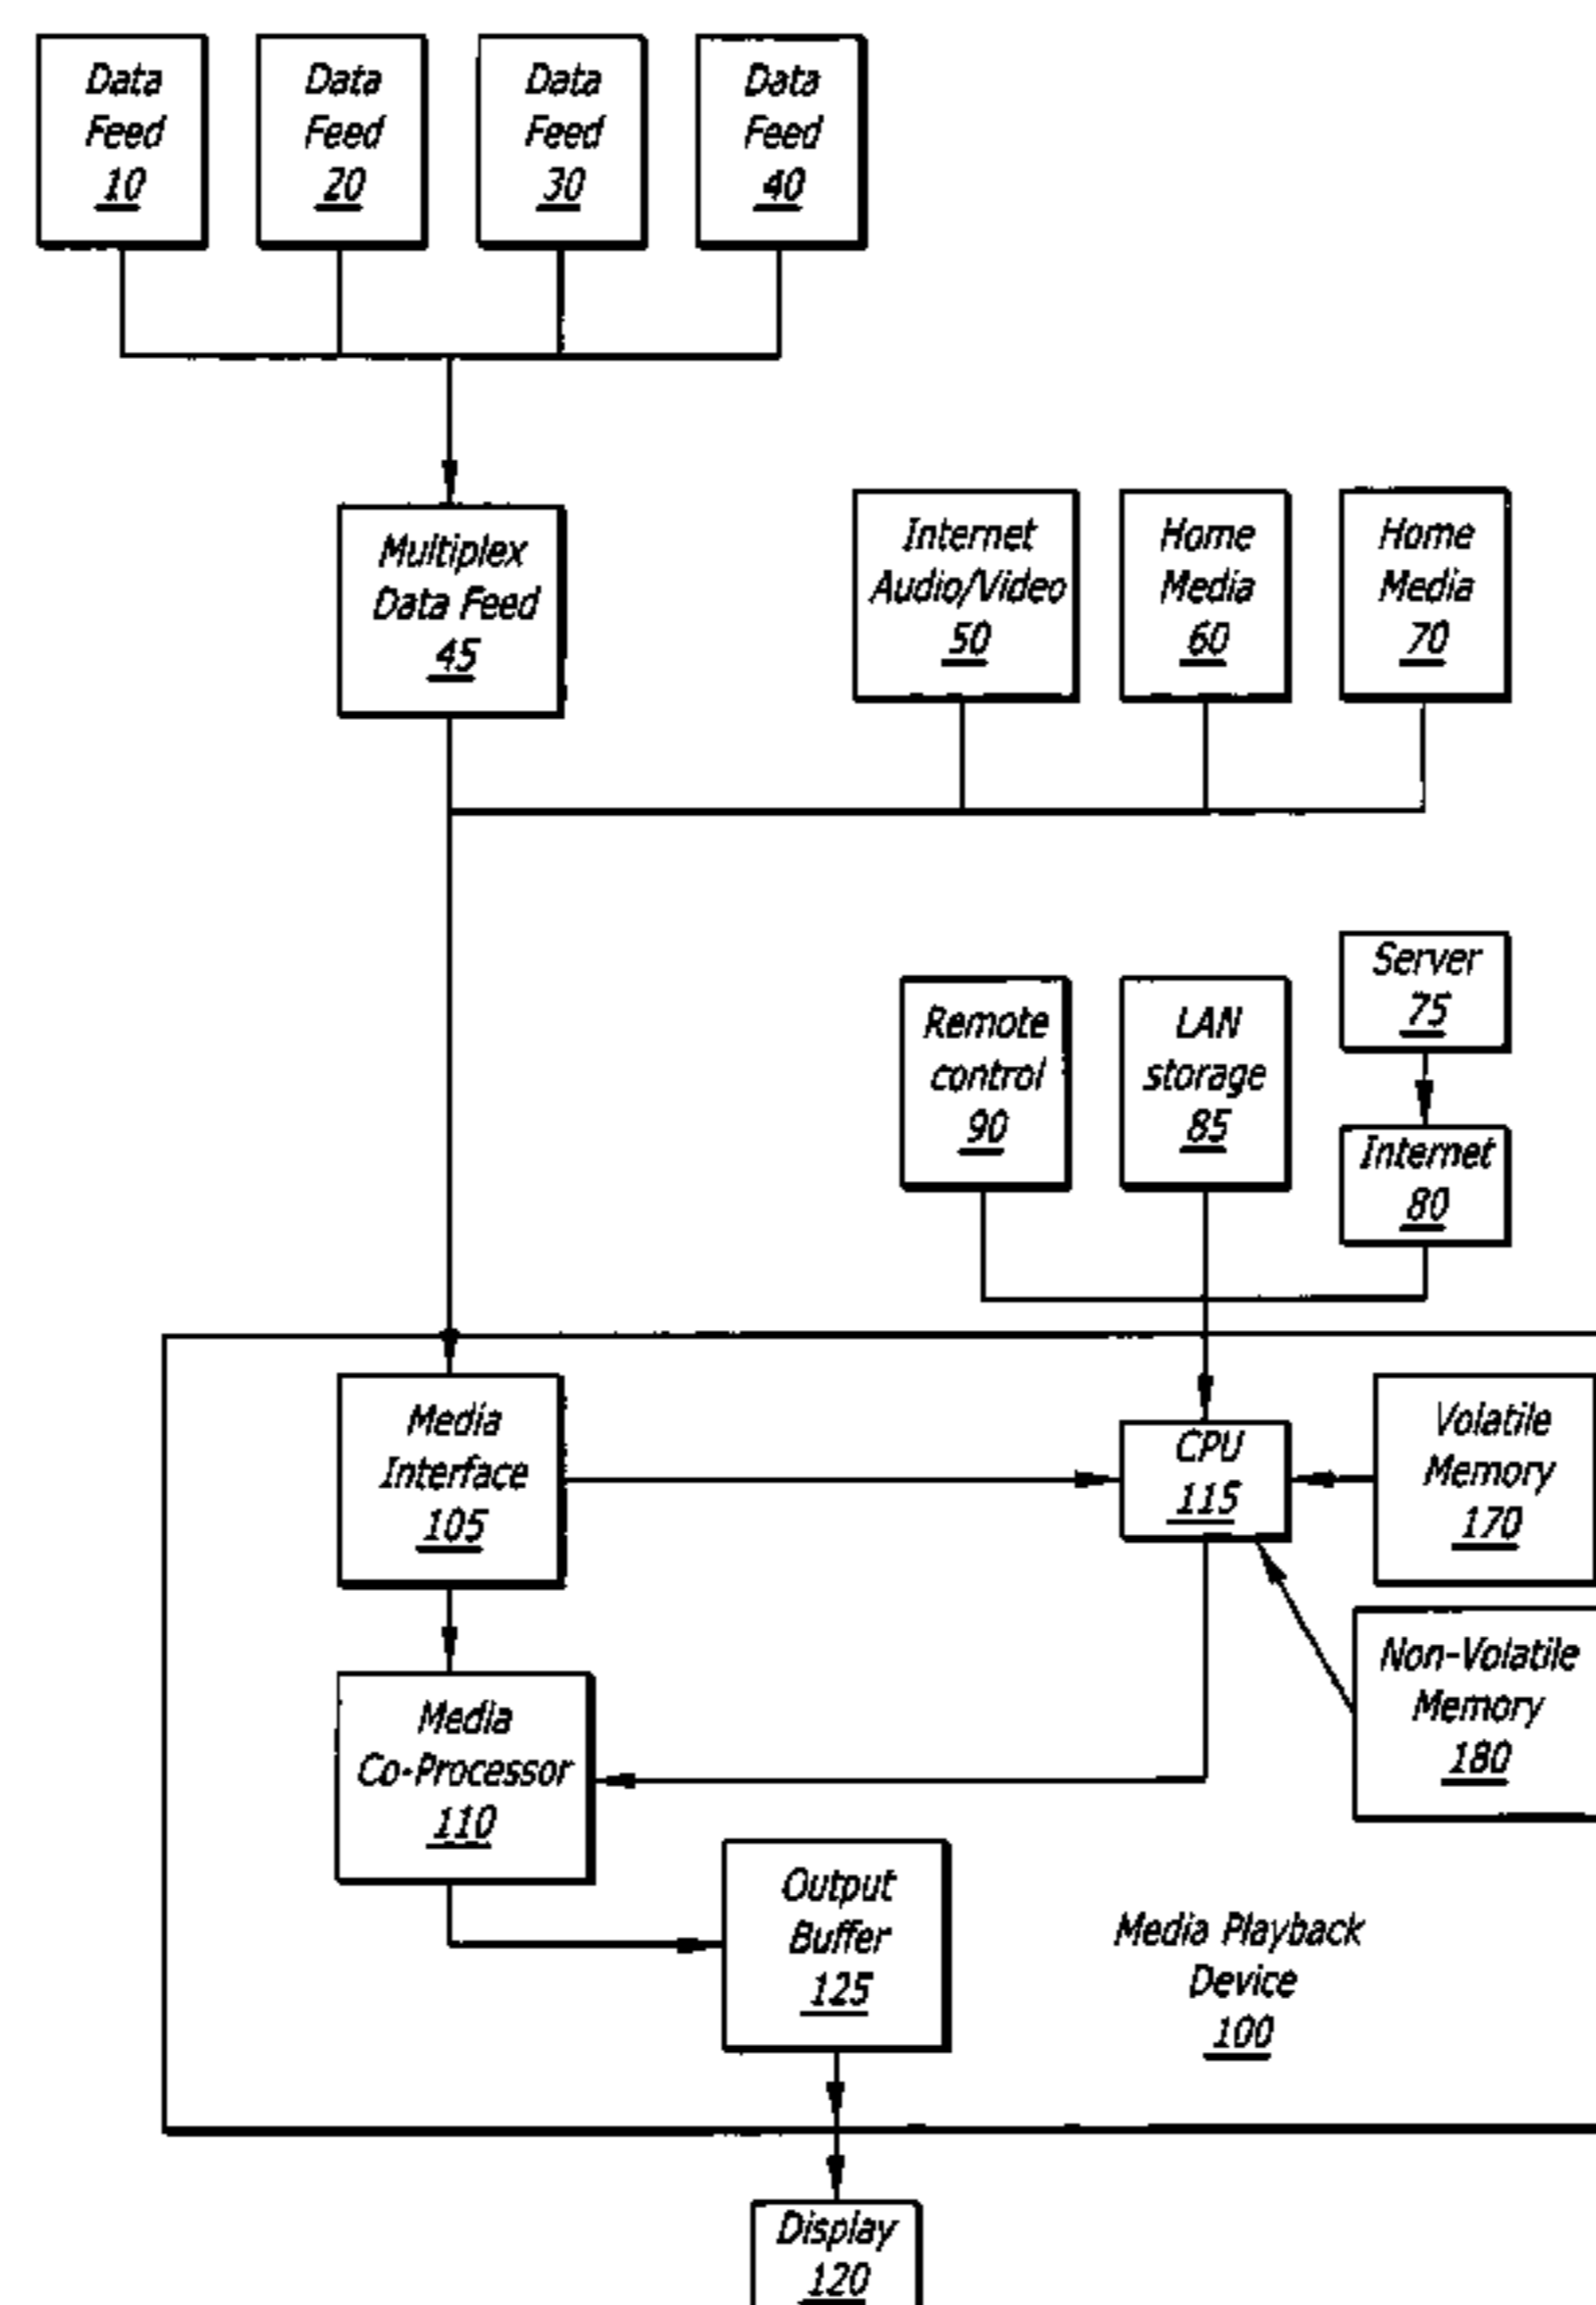 Data
Feed
10
Data
Feed
20
Data
Feed
30
Data
Feed
40
Multiplex
Data Feed
45
Internet
Audio/Video
50
Home
Media
60
Home
Media
70
Server
75
Remote
control
90
LAN
storage
85
Internet
80
Media
Interface
105
CPU
115
Volatile
Memory
170
Non-Volatile
Memory
180
Media
Co-Processor
110
Output
Buffer
125
Media Playback
Device
100
Display
120